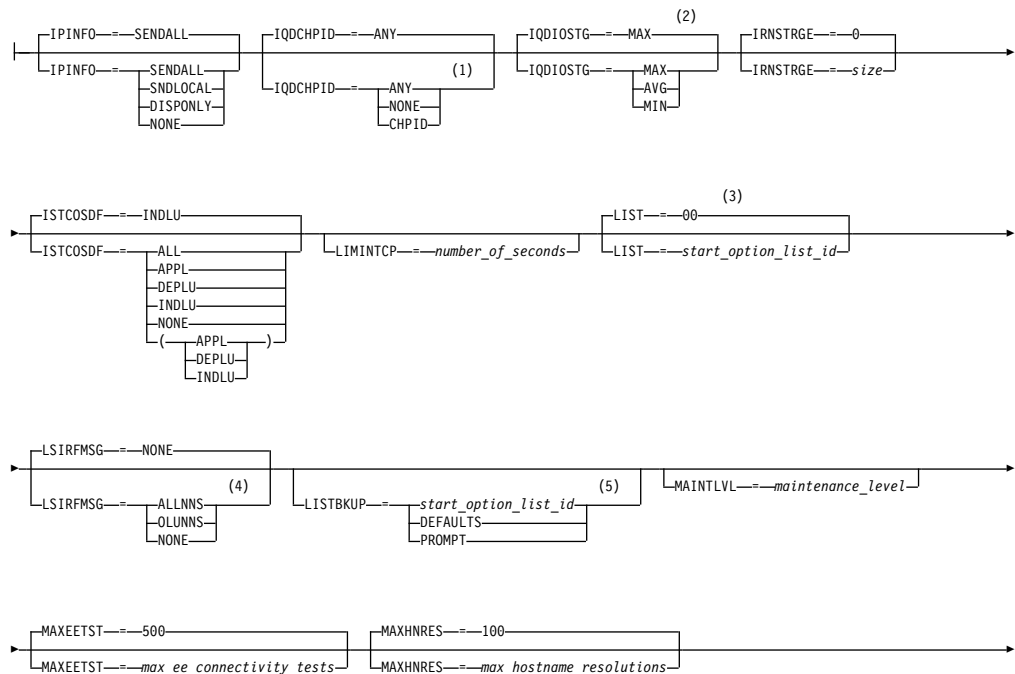 (2)
IPINFO=SENDALL IQDCHPID=ANY IQDIOSTG=MAX IRNSTRGE=0
IPINFO= SENDALL (1) IQDIOSTG= MAX IRNSTRGE=size
SNDLOCAL IQDCHPID= ANY AVG
DISPONLY NONE MIN
NONE CHPID
(3)
ISTCOSDF=INDLU LIST=00
ISTCOSDF= ALL LIMINTCP=number_of_seconds LIST=start_option_list_id
APPL
DEPLU
INDLU
NONE
( APPL )
DEPLU
INDLU
LSIRFMSG=NONE
(4) (5) MAINTLVL=maintenance_level
LSIRFMSG= ALLNNS LISTBKUP= start_option_list_id
OLUNNS DEFAULTS
NONE PROMPT
MAXEETST=500 MAXHNRES=100
MAXEETST=max ee connectivity tests MAXHNRES=max hostname resolutions